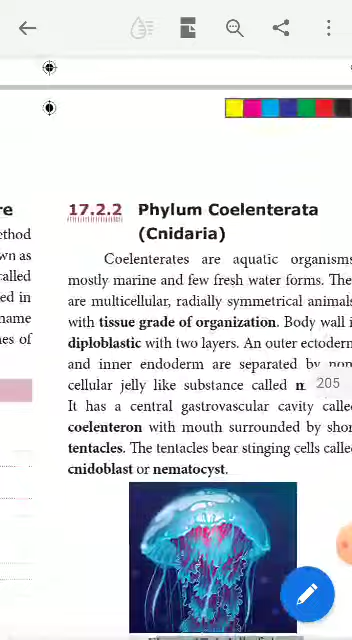 re
ethod
wn as
called
ed in
name
nes of
17.2.2 Phylum Coelenterata
(Cnidaria)
Coelenterates are aquatic organisms
mostly marine and few fresh water forms. The
are multicellular, radially symmetrical animals
with tissue grade of organization. Body wall i
diploblastic with two layers. An outer ectoderm
and inner endoderm are separated by non
cellular jelly like substance called m
205
It has a central gastrovascular cavity calle
coelenteron with mouth surrounded by shor
tentacles. The tentacles bear stinging cells calle
cnidoblast or nematocyst.